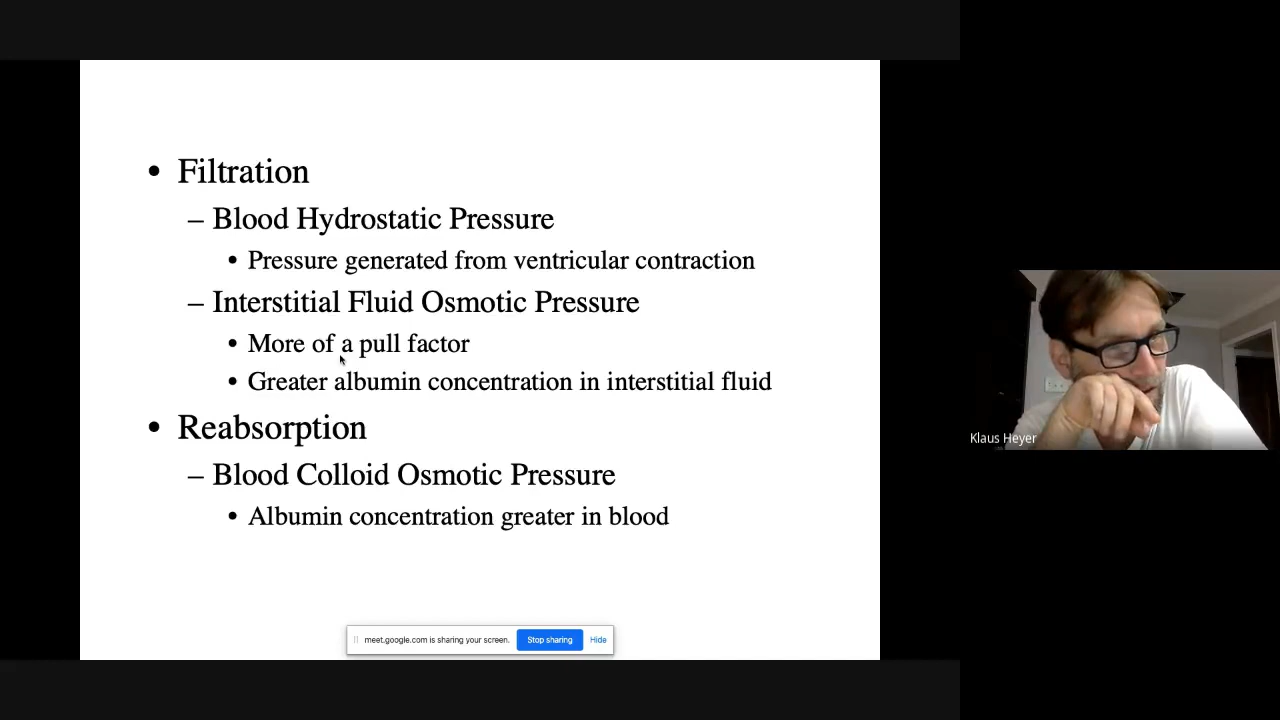 • Filtration
– Blood Hydrostatic Pressure
• Pressure generated from ventricular contraction
– Interstitial Fluid Osmotic Pressure
• More of a pull factor
• Greater albumin concentration in interstitial fluid
• Reabsorption
– Blood Colloid Osmotic Pressure
• Albumin concentration greater in blood
meet.google.com is sharing your screen. Stop sharing Hide
Klaus Heyer